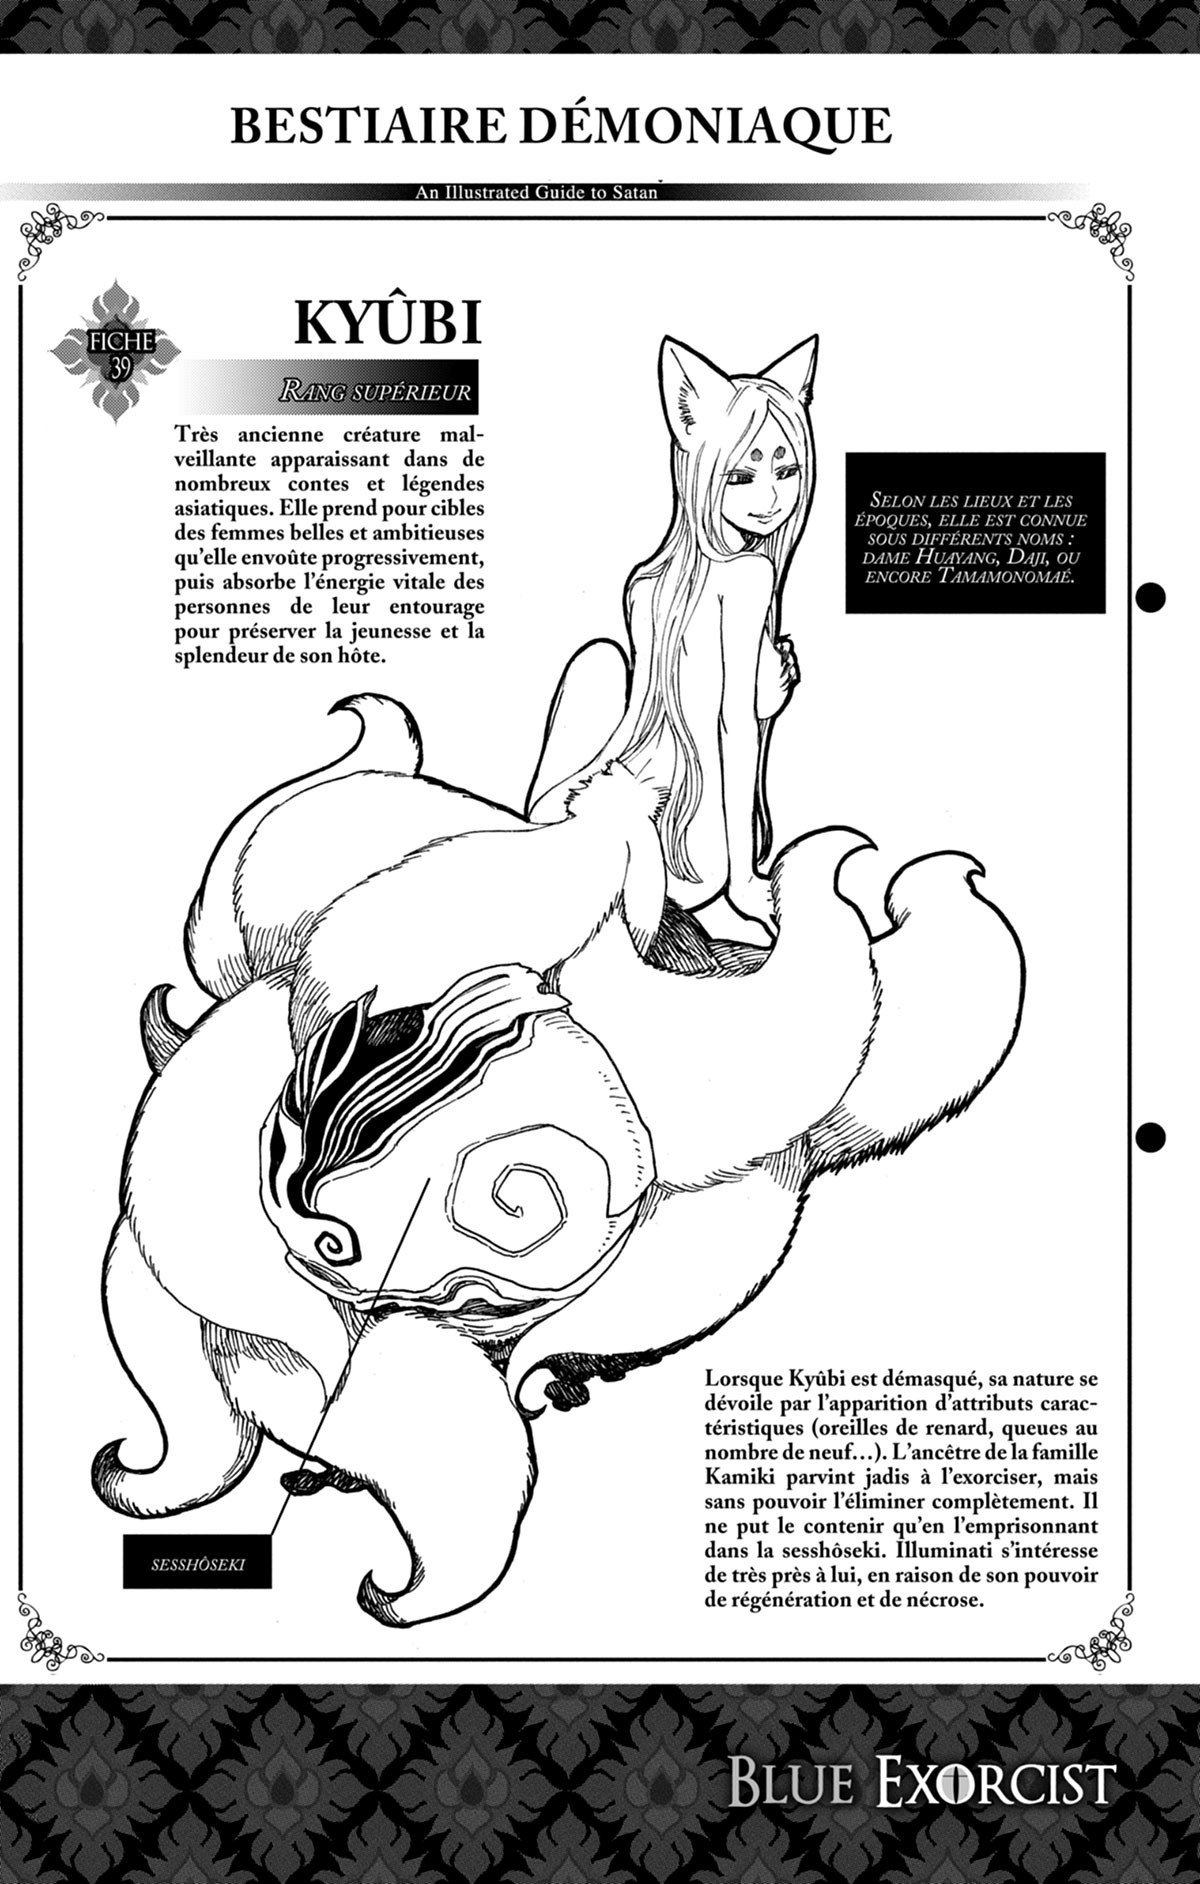 BESTIAIRE DÉMONIAQUE
An Illustrated Guide to Satan
FICHE
39
KYÛBI
RANG SUPÉRIEUR
Très ancienne créature mal-
veillante apparaissant dans de
nombreux contes et légendes
asiatiques. Elle prend pour cibles
des femmes belles et ambitieuses
qu'elle envoûte progressivement,
puis absorbe l'énergie vitale des
personnes de leur entourage
pour préserver la jeunesse et la
splendeur de son hôte.
SELON LES LIEUX ET LES
ÉPOQUES, ELLE EST CONNUE
SOUS DIFFÉRENTS NOMS :
DAME HUAYANG, DAJI, OU
ENCORE TAMAMONOMAÉ.
Lorsque Kyûbi est démasqué, sa nature se
dévoile par l'apparition d'attributs carac-
téristiques (oreilles de renard, queues au
nombre de neuf...). L'ancêtre de la famille
Kamiki parvint jadis à l'exorciser, mais
sans pouvoir l'éliminer complètement. Il
ne put le contenir qu'en l'emprisonnant
dans la sesshôseki. Illuminati s'intéresse
de très près à lui, en raison de son pouvoir
de régénération et de nécrose.
SESSHÔSEKI
BLUE EXORCIST